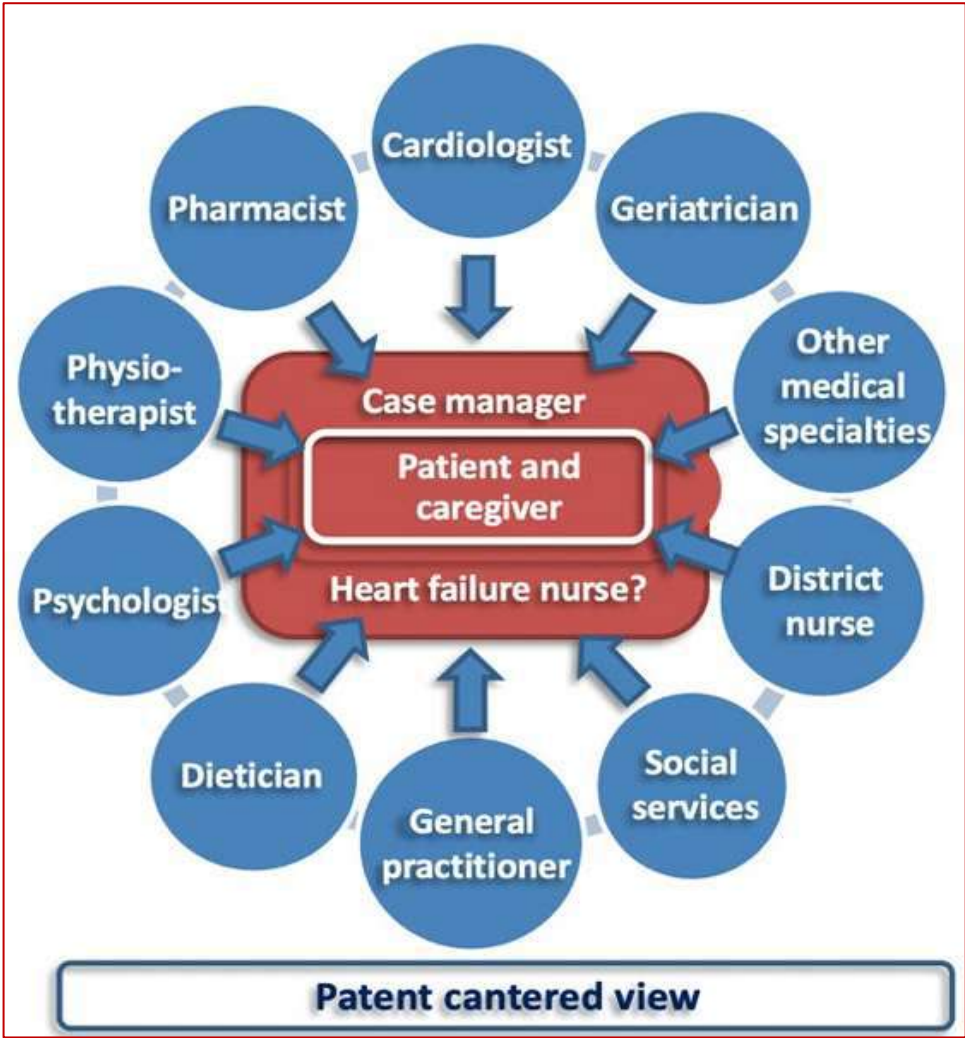 Cardiologist
Geriatrician
Other
medical
specialties
District
nurse
Social
services
General
practitioner
Dietician
Psychologist
Physio-
therapist
Pharmacist
Case manager
Patient and
caregiver
Heart failure nurse?
Patent cantered view